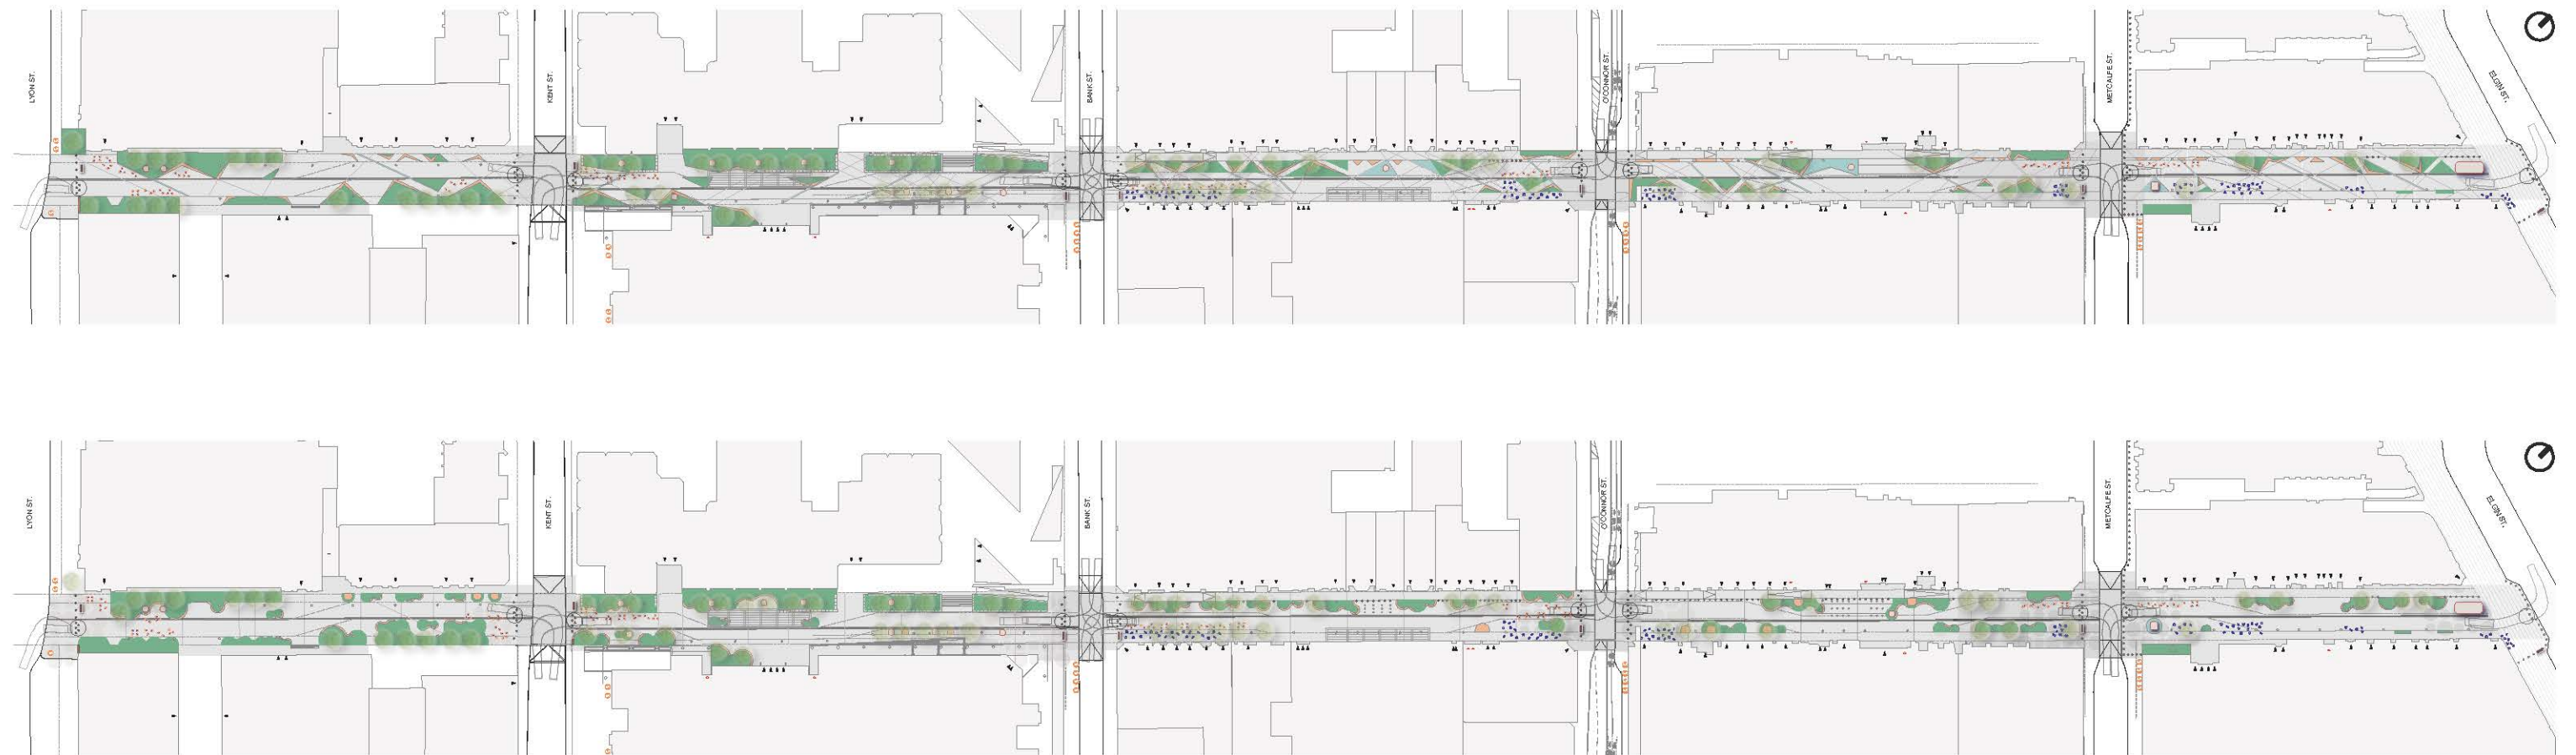 LYON ST.
KENT ST.
BANK ST.
O'CONNOR ST.
METCALFE ST.
ELGIN ST.
LYON ST.
KENT ST.
BANK ST.
O'CONNOR ST.
METCALFE ST.
ELGIN ST.